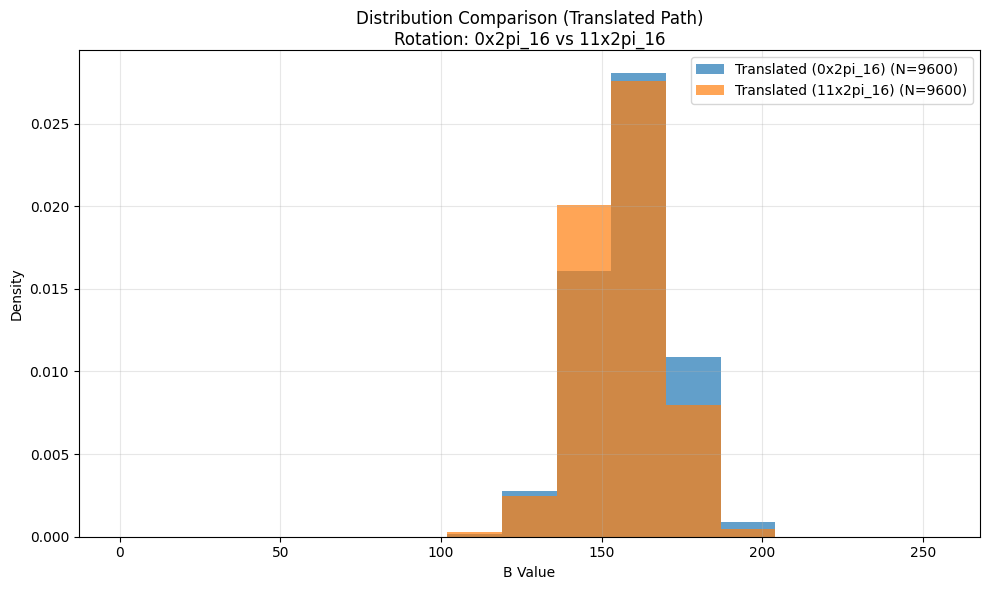 Distribution Comparison (Translated Path)
Rotation: 0x2pi_16 vs 11x2pi_16
Translated (0x2pi_16) (N=9600)
Translated (11x2pi_16) (N=9600)
Density
0.025
0.020
0.015
0.010
0.005
0.000
0
50
100
150
200
250
B Value